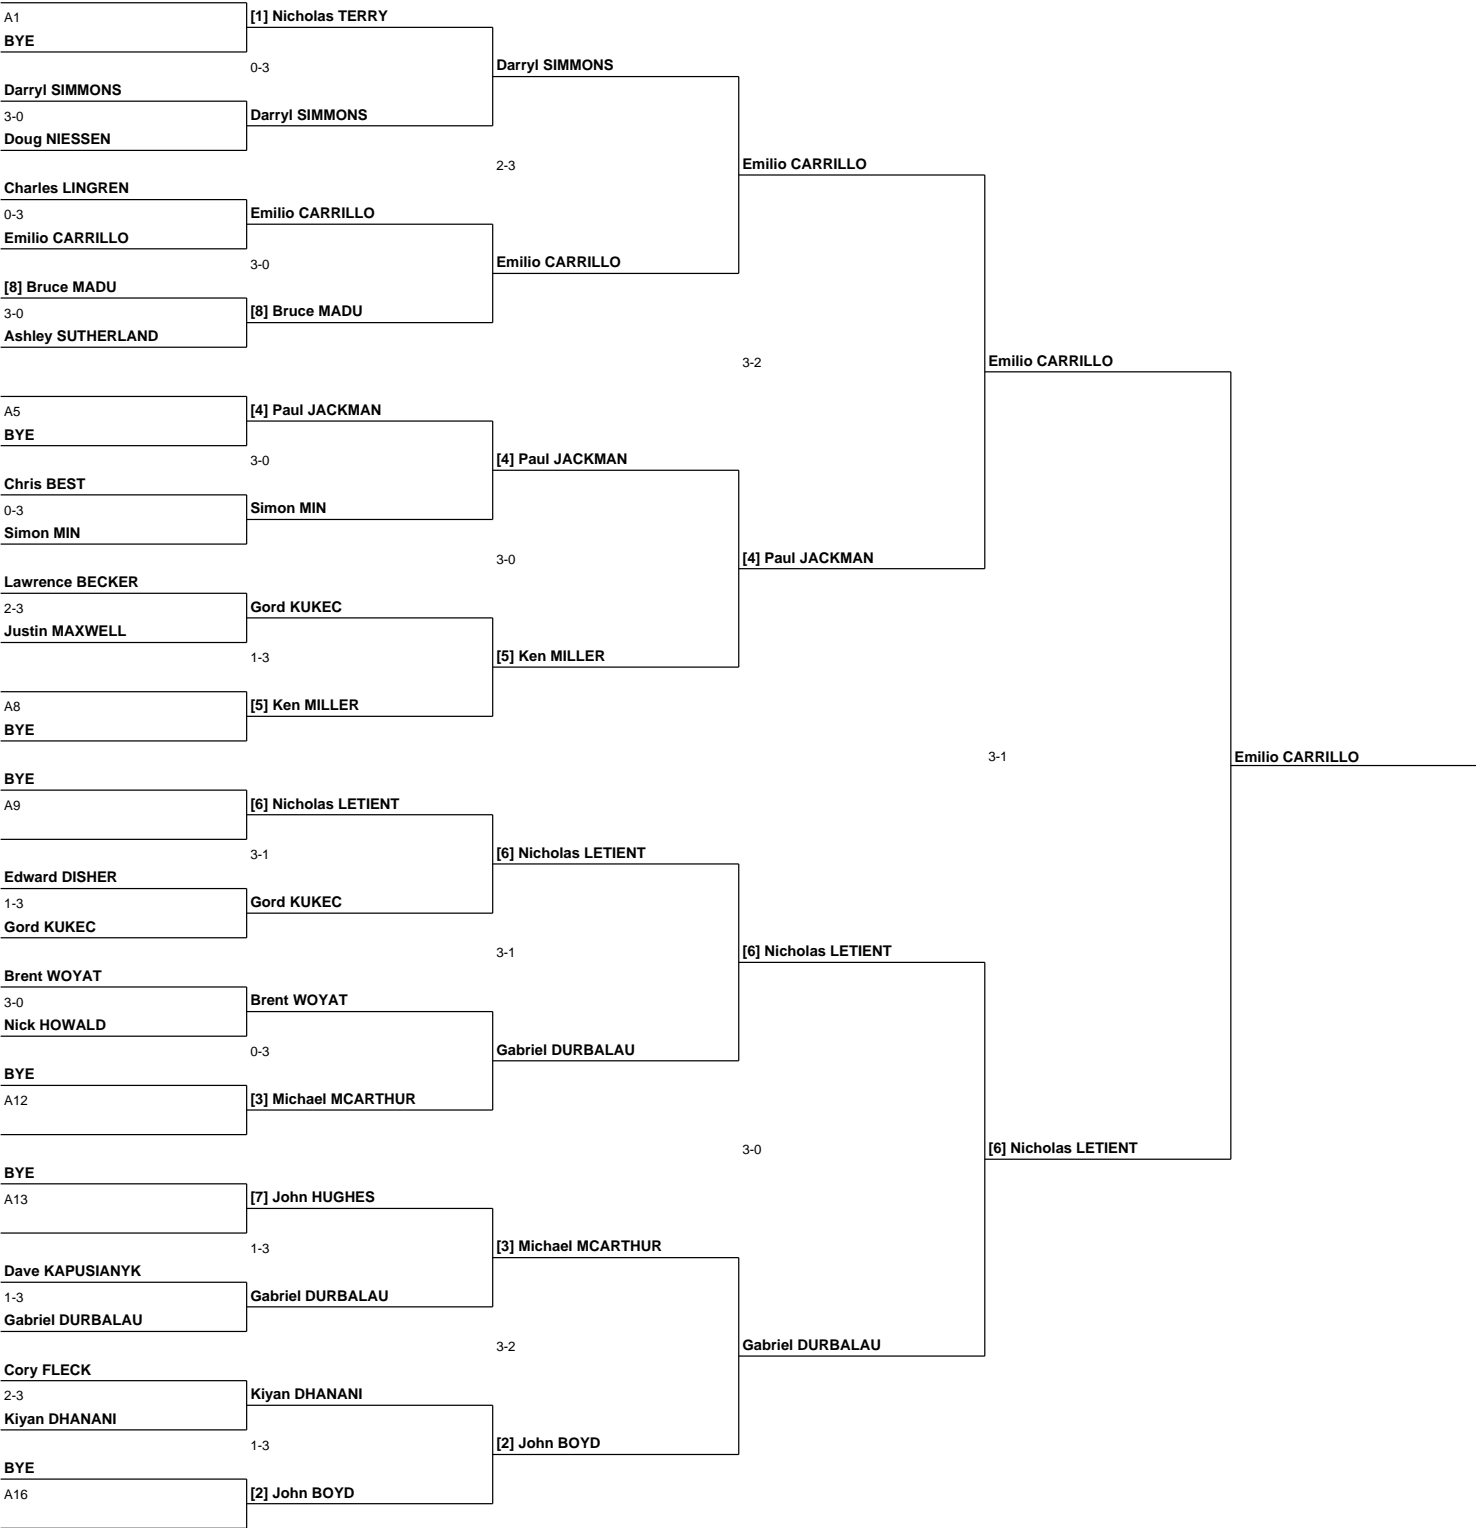 A1
BYE
[1] Nicholas TERRY
0-3
Darryl SIMMONS
Darryl SIMMONS
3-0
Doug NIESSEN
Darryl SIMMONS
2-3
Emilio CARRILLO
Charles LINGREN
0-3
Emilio CARRILLO
Emilio CARRILLO
3-0
Emilio CARRILLO
[8] Bruce MADU
3-0
Ashley SUTHERLAND
[8] Bruce MADU
3-2
Emilio CARRILLO
A5
BYE
[4] Paul JACKMAN
3-0
[4] Paul JACKMAN
Chris BEST
0-3
Simon MIN
Simon MIN
3-0
[4] Paul JACKMAN
Lawrence BECKER
2-3
Justin MAXWELL
Gord KUKEC
1-3
[5] Ken MILLER
A8
BYE
[5] Ken MILLER
3-1
Emilio CARRILLO
BYE
A9
[6] Nicholas LETIENT
3-1
[6] Nicholas LETIENT
Edward DISHER
1-3
Gord KUKEC
Gord KUKEC
3-1
[6] Nicholas LETIENT
Brent WOYAT
3-0
Nick HOWALD
Brent WOYAT
0-3
Gabriel DURBALAU
BYE
A12
[3] Michael MCARTHUR
3-0
[6] Nicholas LETIENT
BYE
A13
[7] John HUGHES
1-3
[3] Michael MCARTHUR
Dave KAPUSIANYK
1-3
Gabriel DURBALAU
Gabriel DURBALAU
3-2
Gabriel DURBALAU
Cory FLECK
2-3
Kiyan DHANANI
Kiyan DHANANI
1-3
[2] John BOYD
BYE
A16
[2] John BOYD